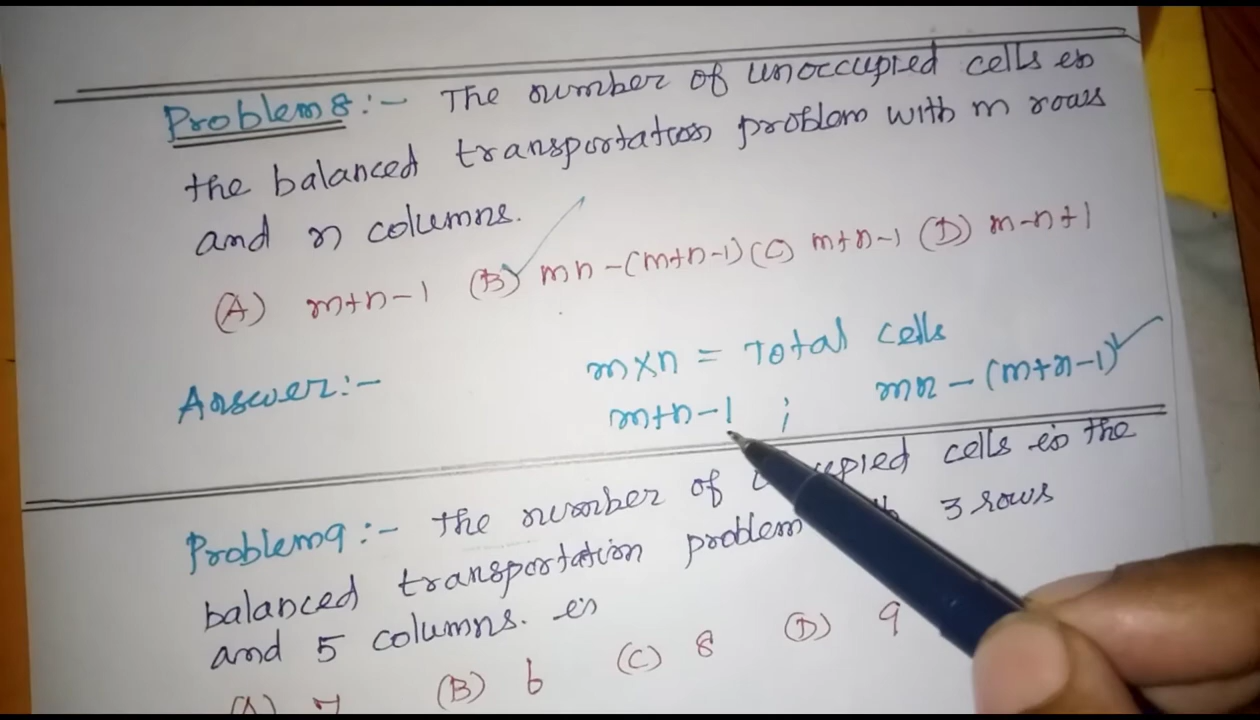 Problem 8:- The number of unoccupied cells in
the balanced transportation problem with m rows
and n columns.
(A) m+n-1 (B) mn-(m+n-1) (C) m+n-1 (D) m-n+1
Answer:- m×n = Total cells
m+n-1 ; mn-(m+n-1)
Problem 9:- The number of cells in the
balanced transportation problem 3 rows
and 5 columns. is
(A) 7 (B) 6 (C) 8 (D) 9